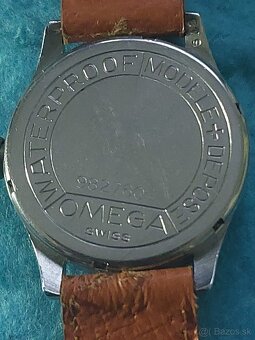 WATERPROOF
MODELE + DEPOSE
OMEGA
SWISS
© Bazos.sk